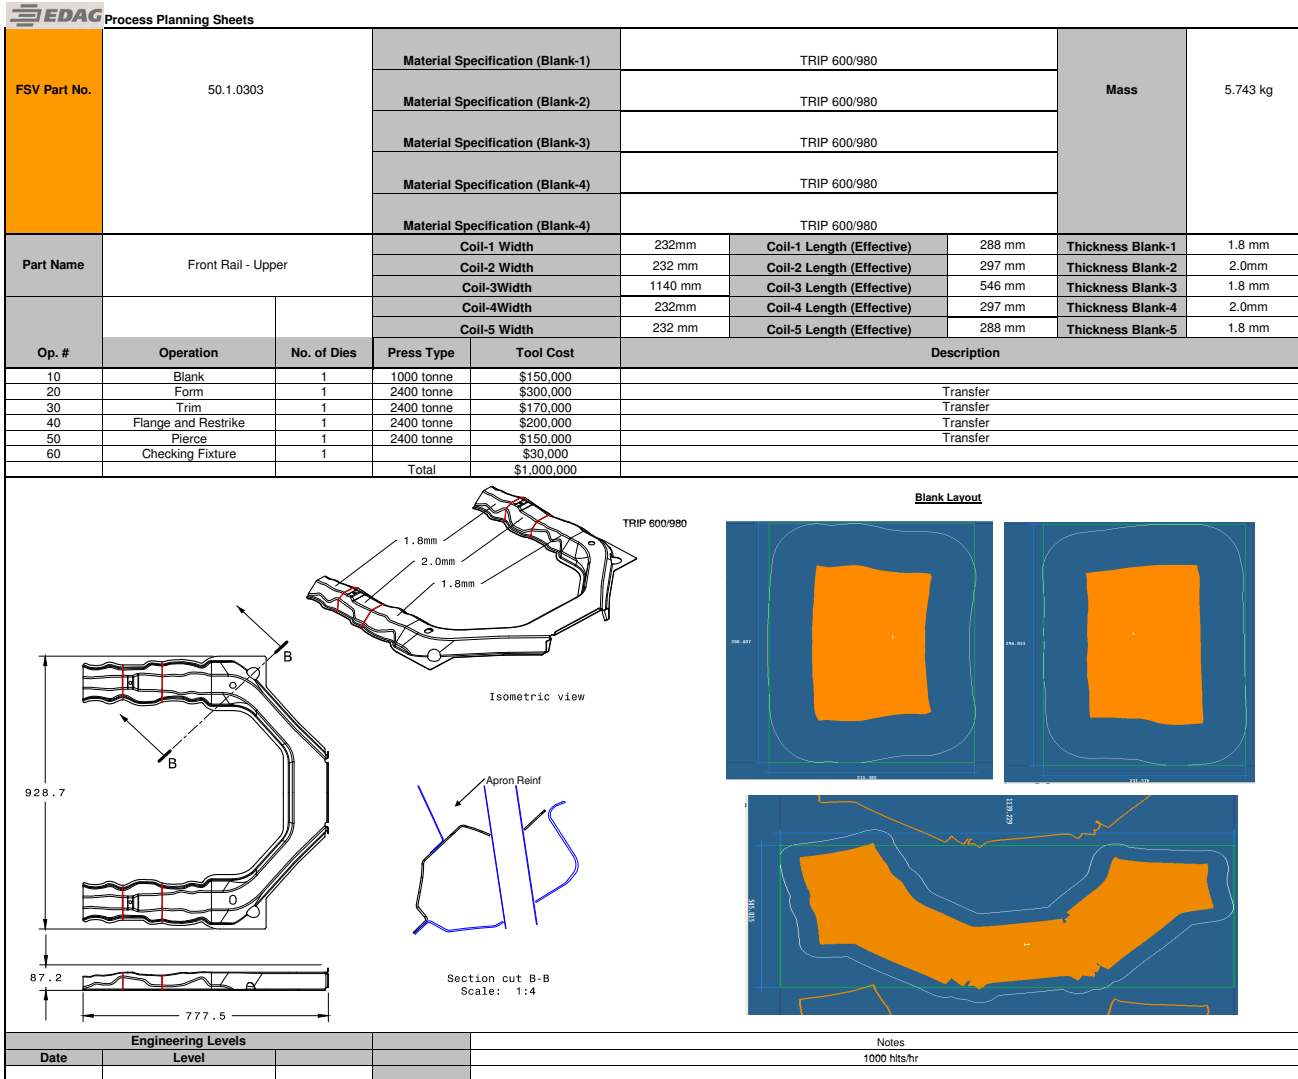 EDAG Process Planning Sheets
FSV Part No. 50.1.0303 Material Specification (Blank-1) TRIP 600/980 Mass 5.743 kg
Material Specification (Blank-2) TRIP 600/980
Material Specification (Blank-3) TRIP 600/980
Material Specification (Blank-4) TRIP 600/980
Material Specification (Blank-4) TRIP 600/980
Part Name Front Rail - Upper
Coil-1 Width 232mm Coil-1 Length (Effective) 288 mm Thickness Blank-1 1.8 mm
Coil-2 Width 232 mm Coil-2 Length (Effective) 297 mm Thickness Blank-2 2.0mm
Coil-3Width 1140 mm Coil-3 Length (Effective) 546 mm Thickness Blank-3 1.8 mm
Coil-4Width 232mm Coil-4 Length (Effective) 297 mm Thickness Blank-4 2.0mm
Coil-5 Width 232 mm Coil-5 Length (Effective) 288 mm Thickness Blank-5 1.8 mm
Op. # Operation No. of Dies Press Type Tool Cost Description
10 Blank 1 1000 tonne $150,000
20 Form 1 2400 tonne $300,000 Transfer
30 Trim 1 2400 tonne $170,000 Transfer
40 Flange and Restrike 1 2400 tonne $200,000 Transfer
50 Pierce 1 2400 tonne $150,000 Transfer
60 Checking Fixture 1 $30,000
Total $1,000,000
Blank Layout
TRIP 600/980
1.8mm
2.0mm
1.8mm
B
B
Isometric view
928.7
Apron Reinf
1139.229
545.815
1
1
1
87.2
Section cut B-B
Scale: 1:4
777.5
Engineering Levels Notes
Date Level 1000 hits/hr